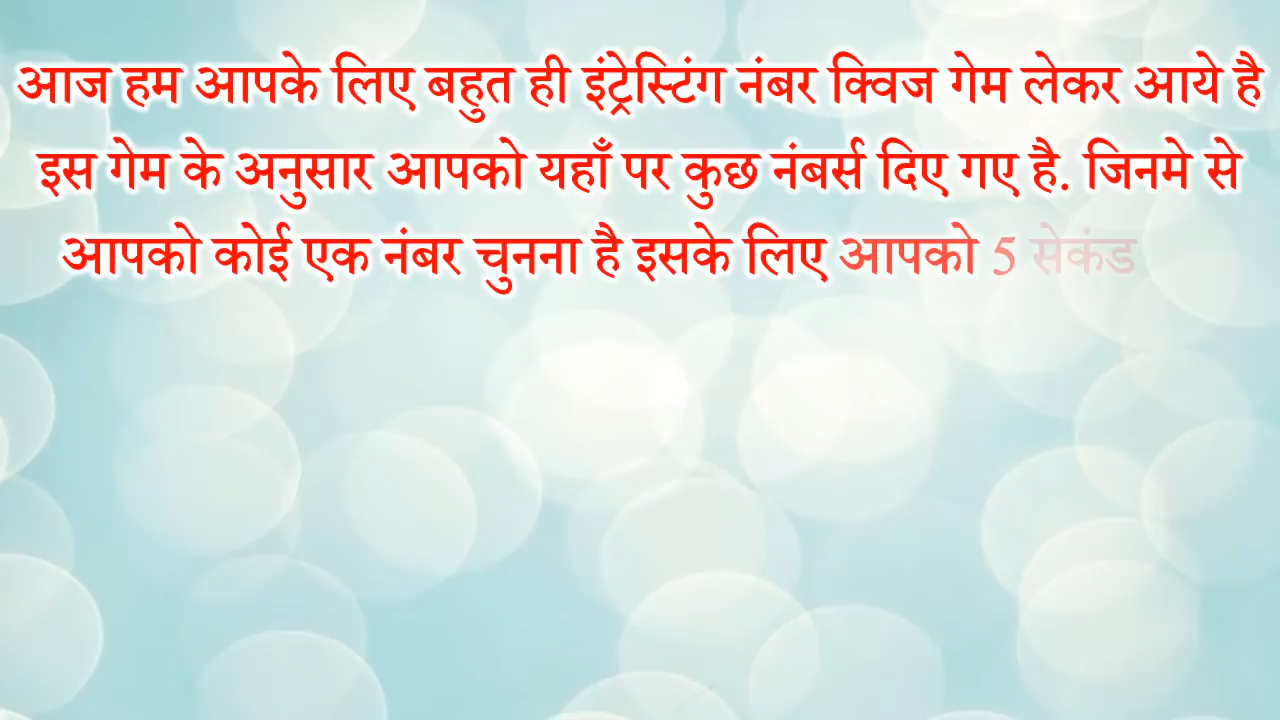 आज हम आपके लिए बहुत ही इंट्रेस्टिंग नंबर क्विज गेम लेकर आये है
इस गेम के अनुसार आपको यहाँ पर कुछ नंबर्स दिए गए है. जिनमे से
आपको कोई एक नंबर चुनना है इसके लिए आपको 5 सेकंड